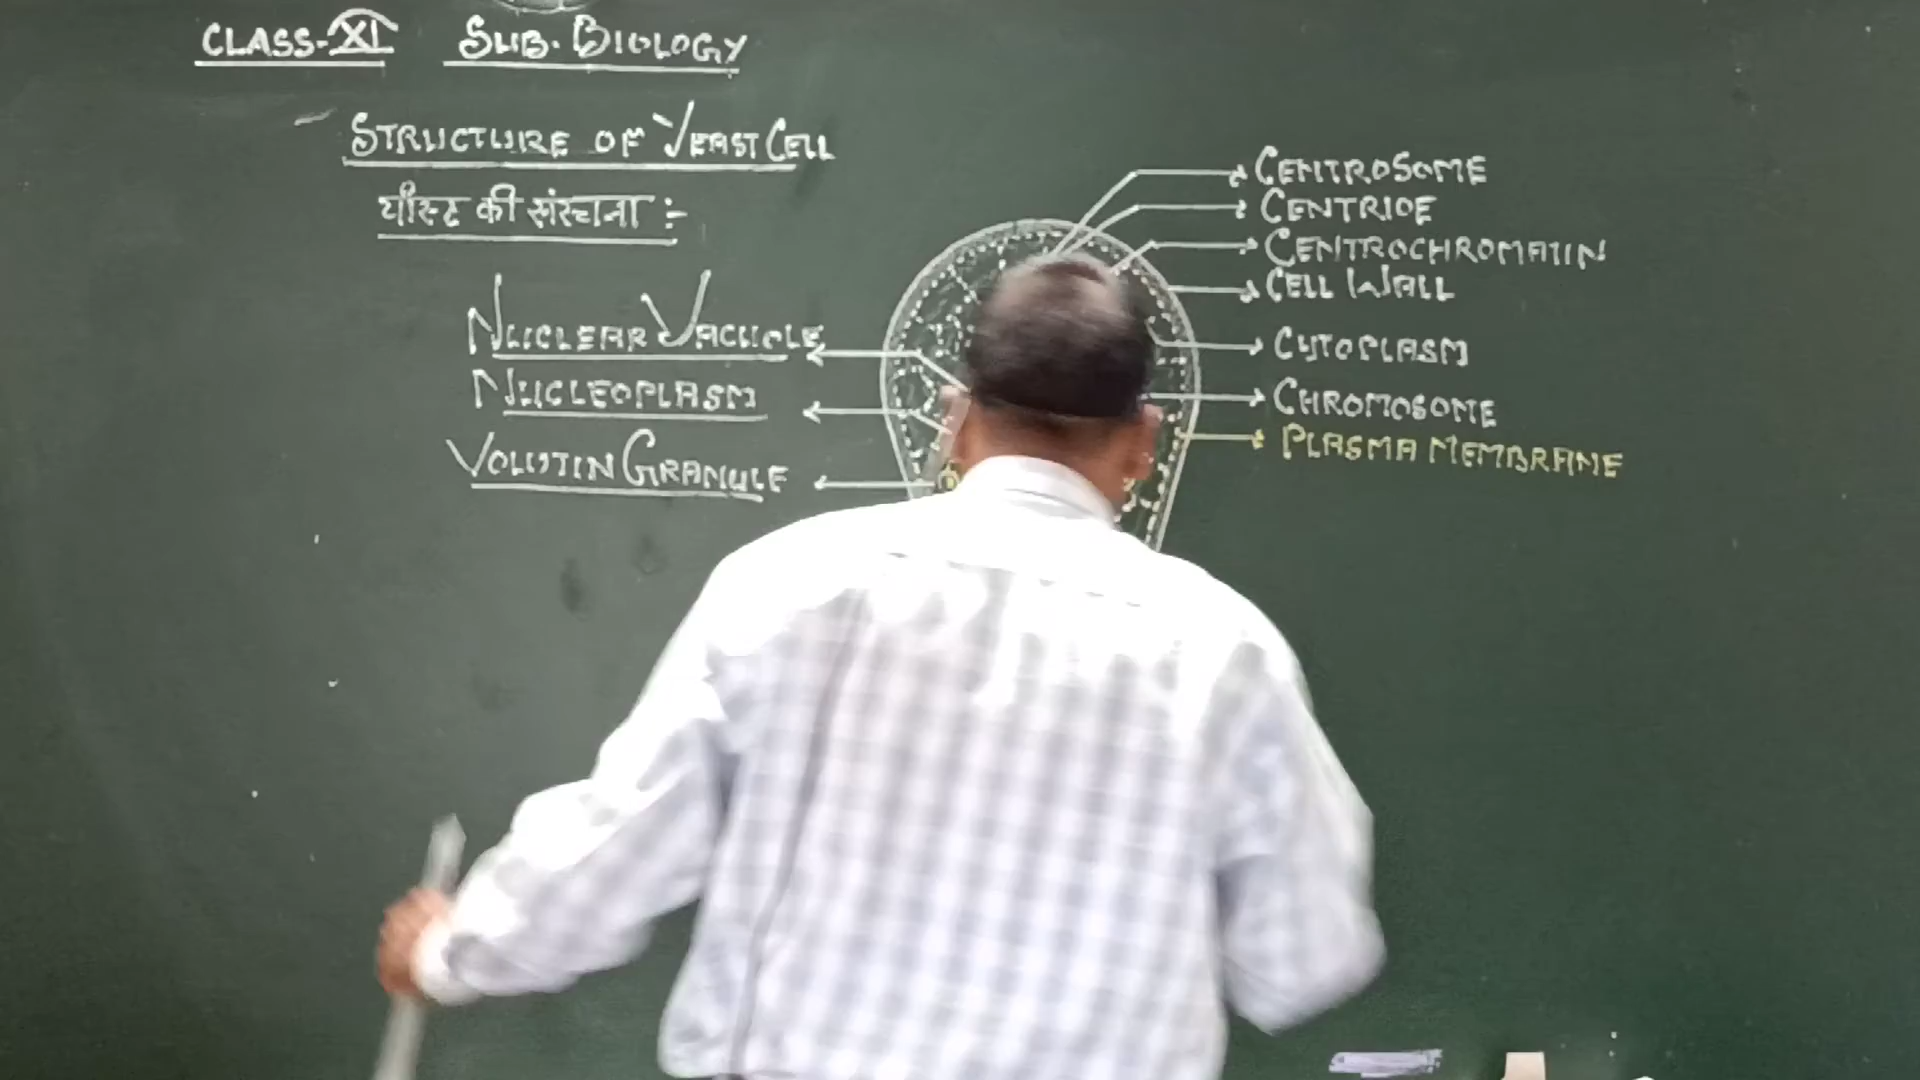 CLASS-XI SUB. BIOLOGY
STRUCTURE OF YEAST CELL
यीस्ट की संरचना :-
CENTROSOME
CENTRIOE
CENTROCHROMATIN
CELL WALL
NUCLEAR VACUOLE
CYTOPLASM
NUCLEOPLASM
CHROMOSOME
PLASMA MEMBRANE
VOLUTIN GRANULE